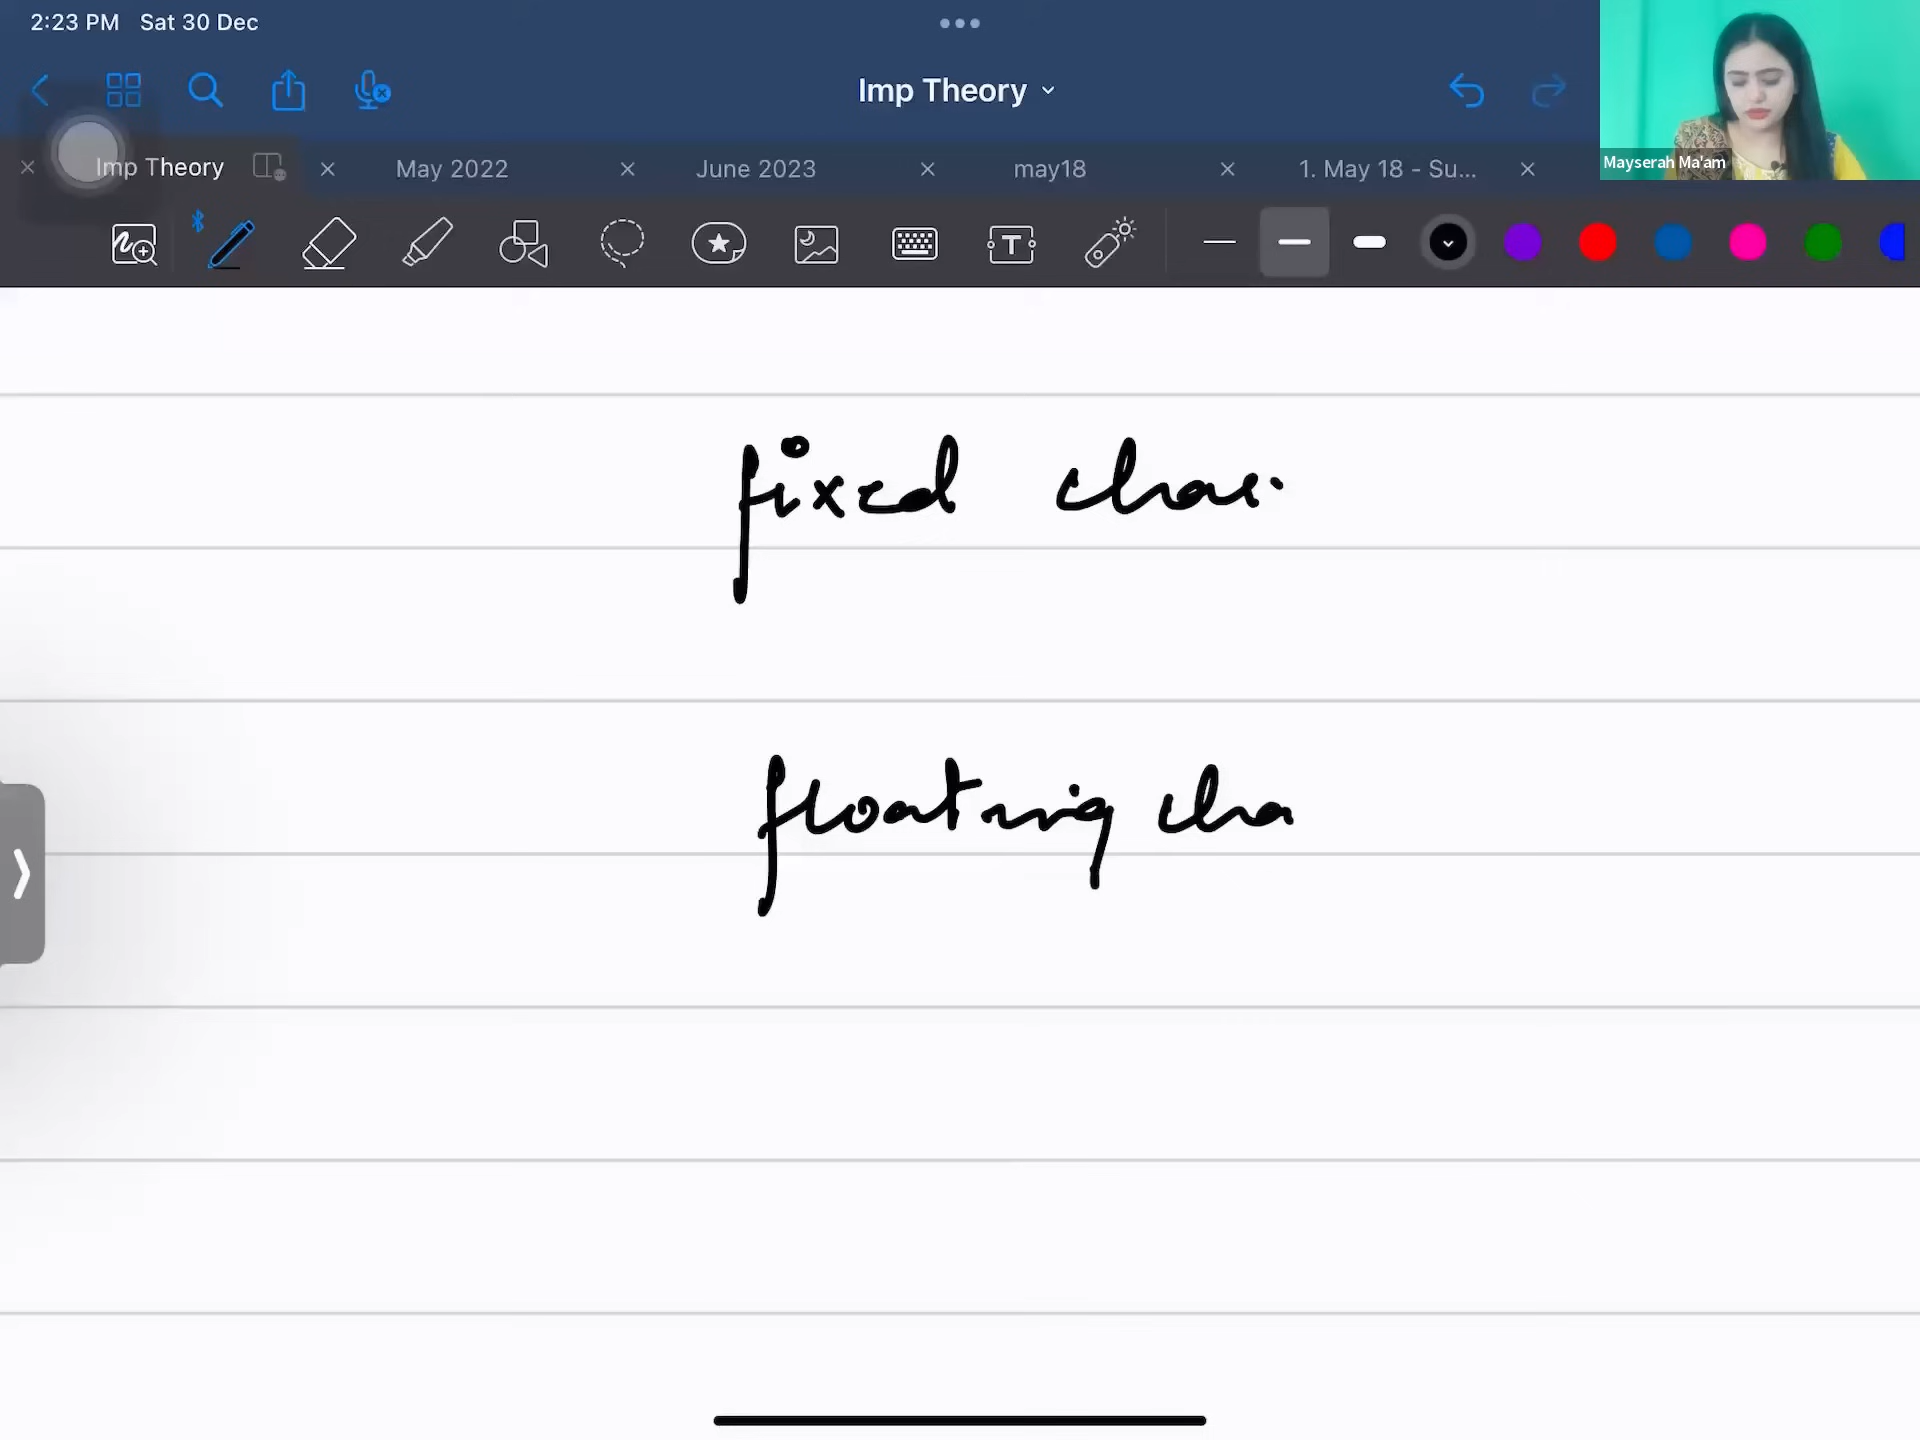 2:23 PM Sat 30 Dec
Imp Theory
Mayserah Ma'am
Imp Theory May 2022 June 2023 may18 1. May 18 - Su...
T
fixed char.
floating cha